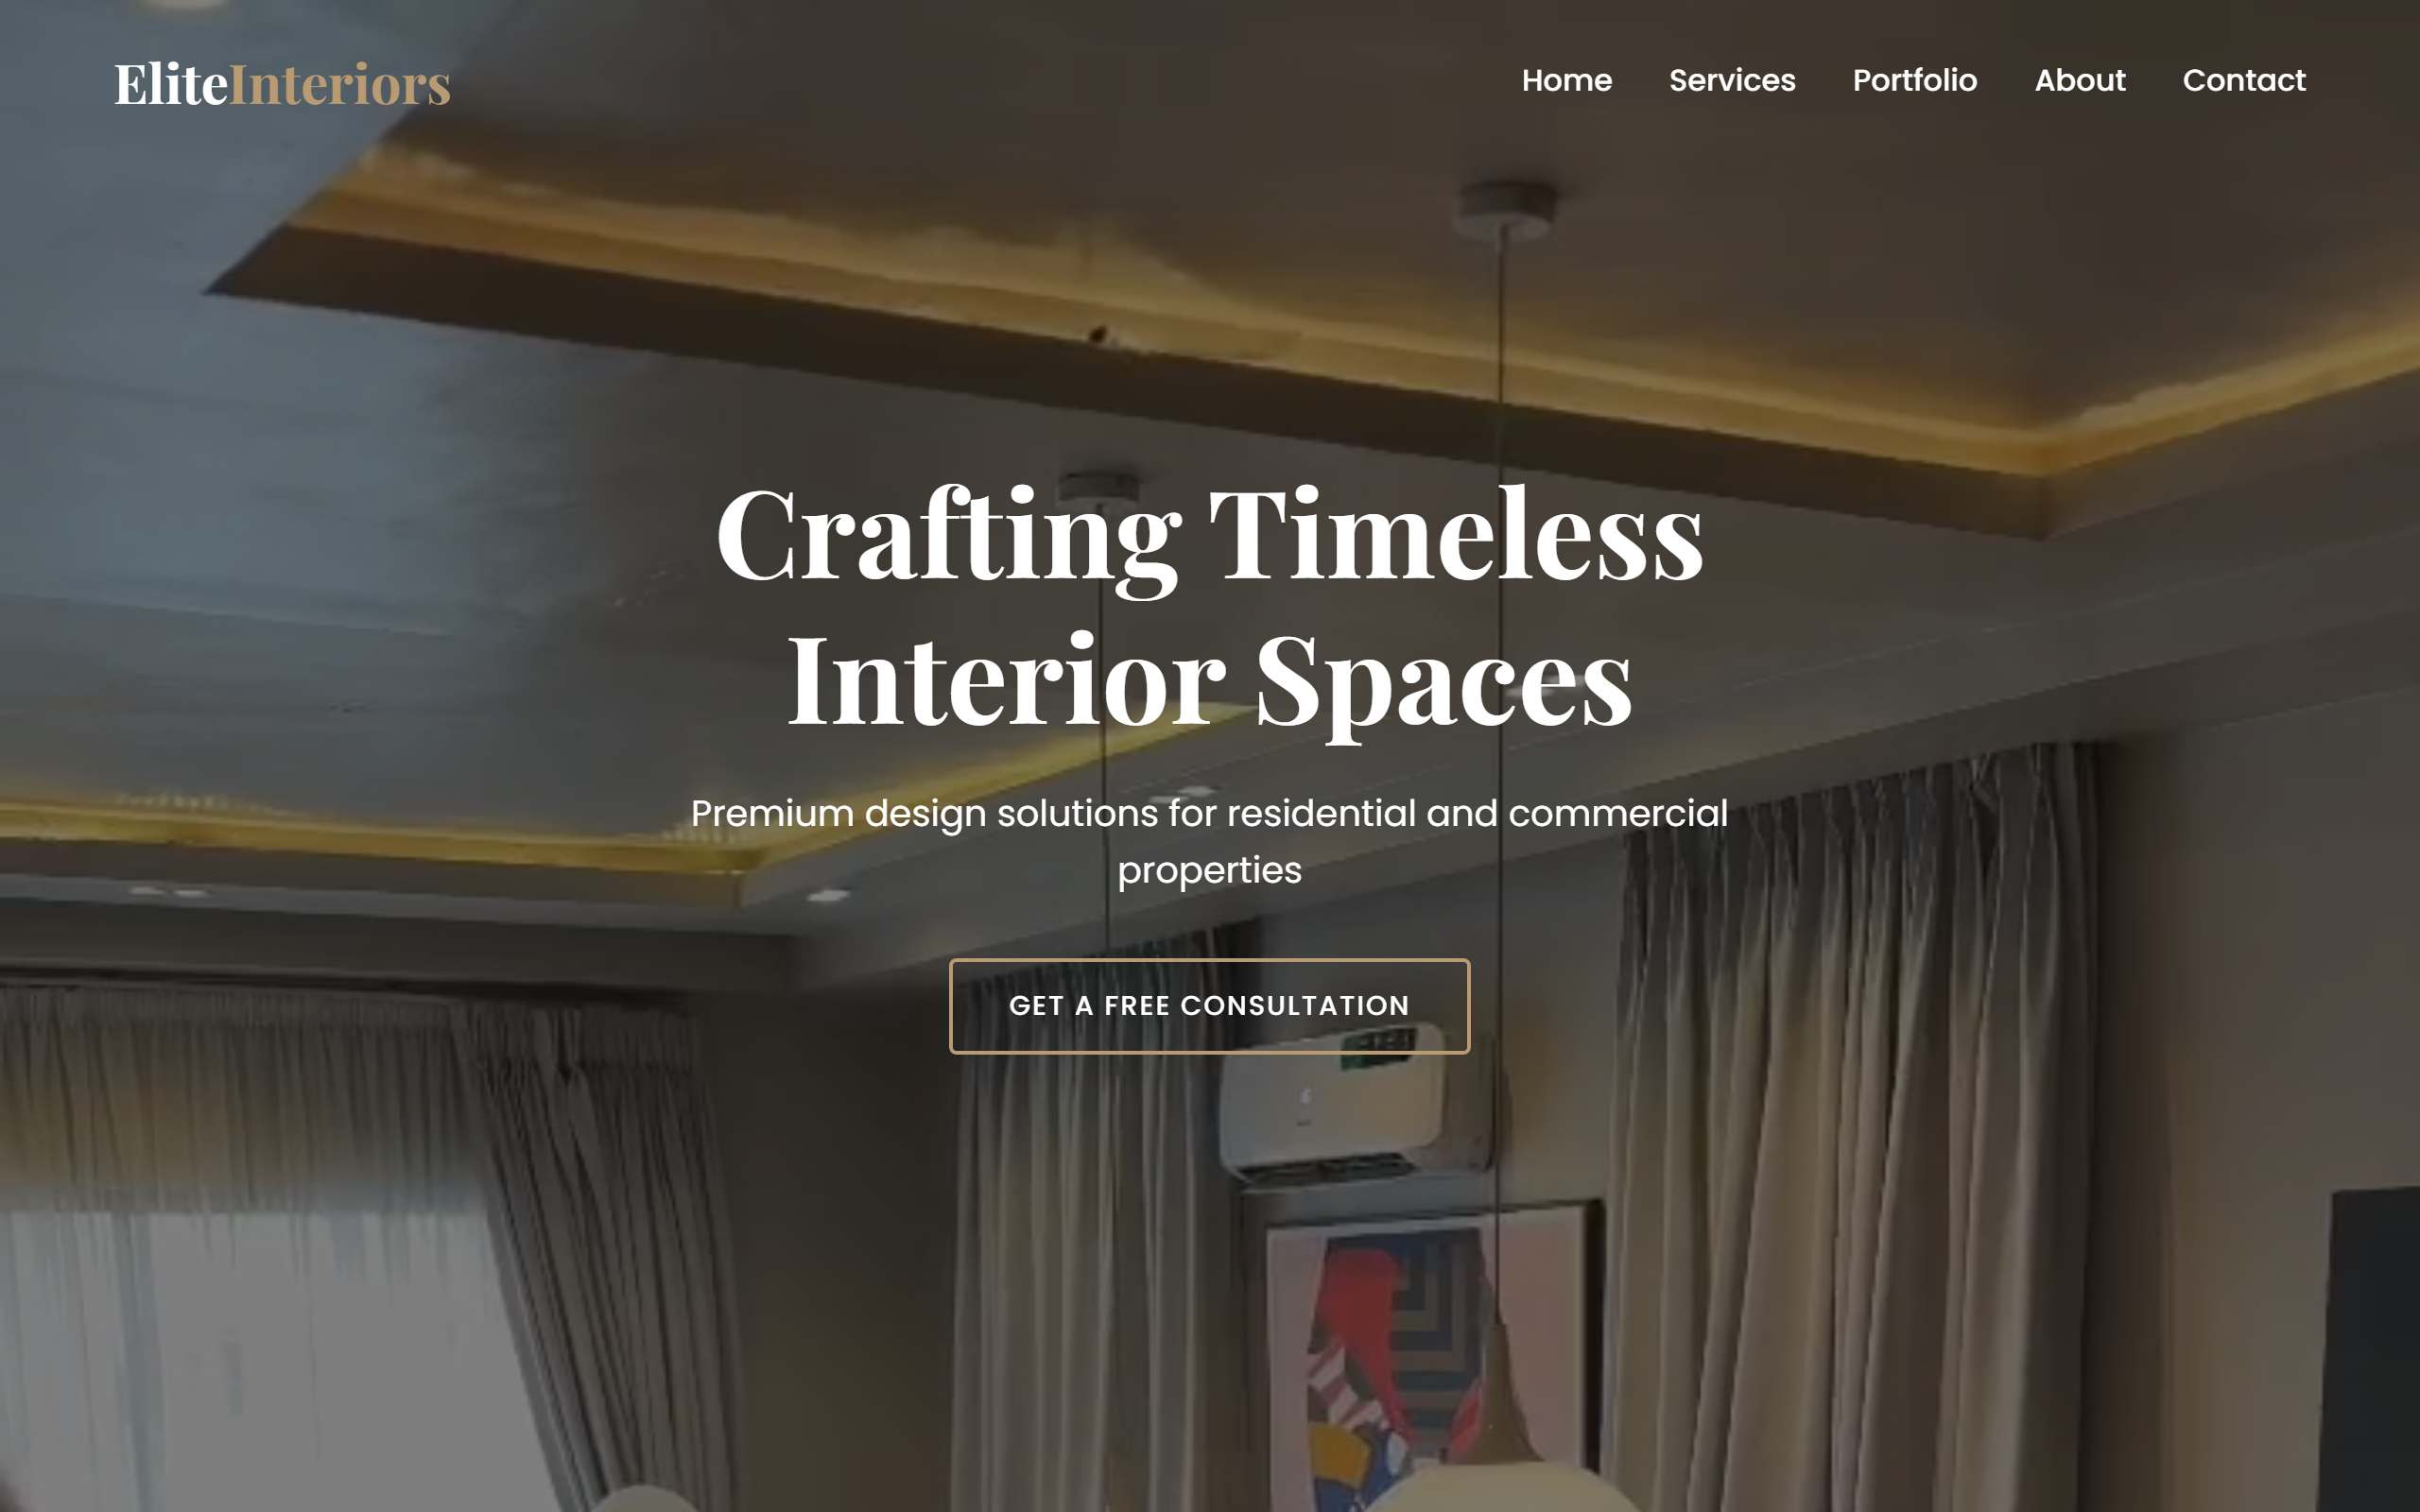 EliteInteriors
Home Services Portfolio About Contact
Crafting Timeless
Interior Spaces
Premium design solutions for residential and commercial
properties
GET A FREE CONSULTATION